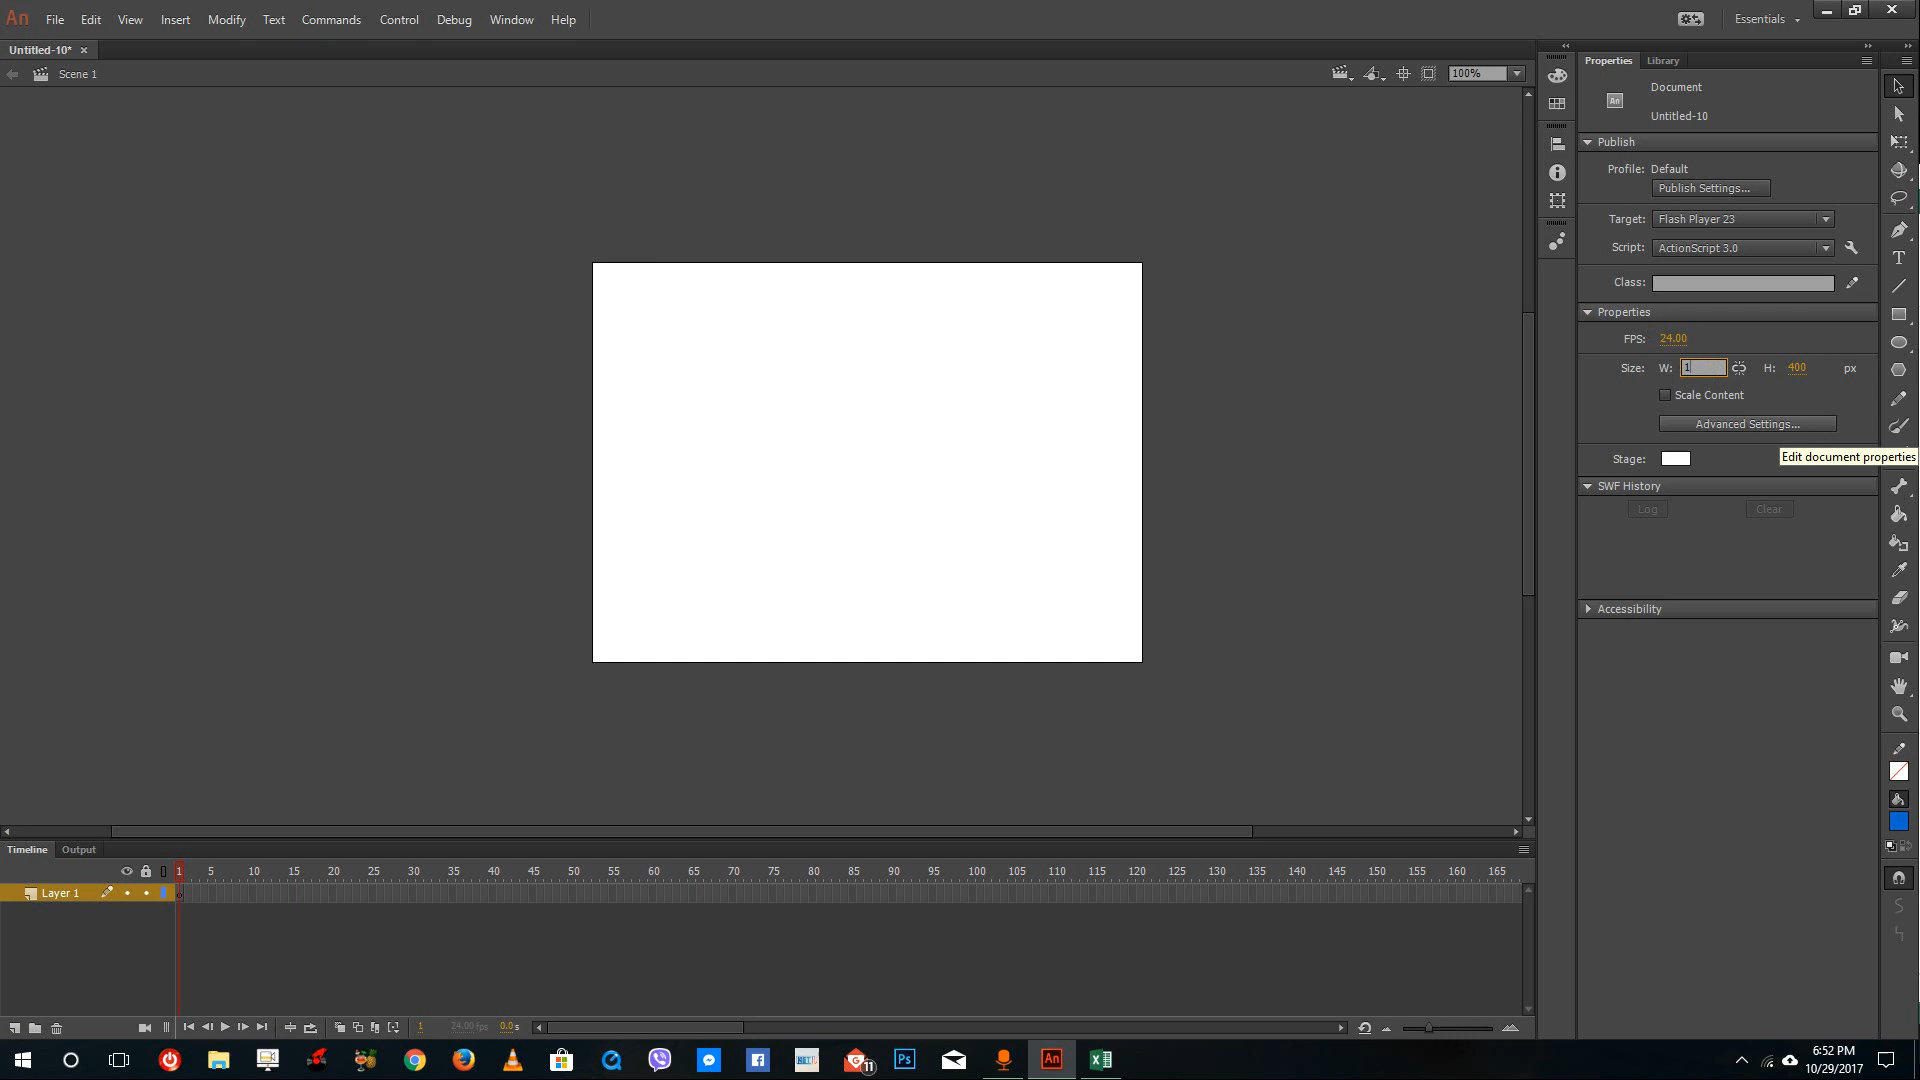 An File Edit View Insert Modify Text Commands Control Debug Window Help Essentials
Untitled-10*
Scene 1 100%
Properties Library
Document
An
Untitled-10
Publish
Profile: Default
Publish Settings...
Target: Flash Player 23
Script: ActionScript 3.0
Class:
Properties
FPS: 24.00
Size: W: 1 H: 400 px
Scale Content
Advanced Settings...
Stage:
Edit document properties
SWF History
Log Clear
Accessibility
Timeline Output
1 5 10 15 20 25 30 35 40 45 50 55 60 65 70 75 80 85 90 95 100 105 110 115 120 125 130 135 140 145 150 155 160 165
Layer 1
1 24.00 fps 0.0 s
11 Ps An
6:52 PM
10/29/2017